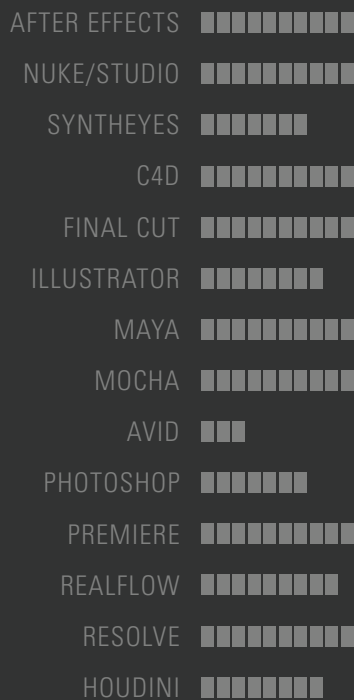 AFTER EFFECTS
NUKE/STUDIO
SYNTHEYES
C4D
FINAL CUT
ILLUSTRATOR
MAYA
MOCHA
AVID
PHOTOSHOP
PREMIERE
REALFLOW
RESOLVE
HOUDINI